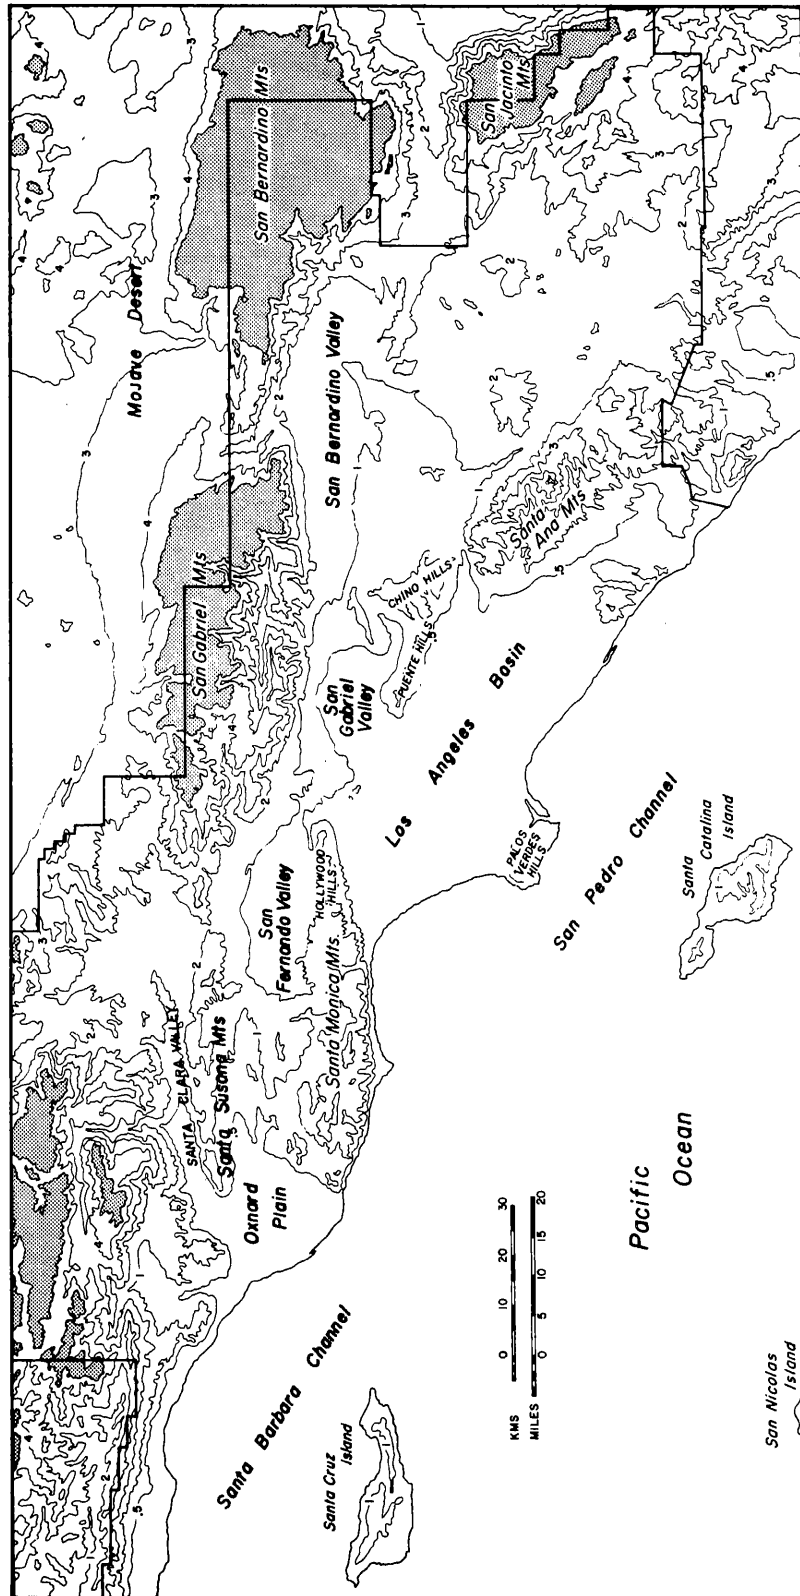 Mojave Desert
San Bernardino Mts
San
Jacinto
Mts
San Bernardino Valley
San Gabriel Mts
Santa
Ana Mts
CHINO HILLS
PUENTE HILLS
San
Gabriel
Valley
Los Angeles Basin
San
Fernando Valley
HOLLYWOOD
HILLS
Santa Monica Mts.
PALOS
VERDES
HILLS
SANTA CLARA VALLEY
Santa Susana Mts
Oxnard
Plain
San Pedro Channel
Santa
Catalina
Island
Pacific
Ocean
Santa Barbara Channel
Santa Cruz
Island
San Nicolas
Island
KMS 0 10 20 30
MILES 0 5 10 15 20